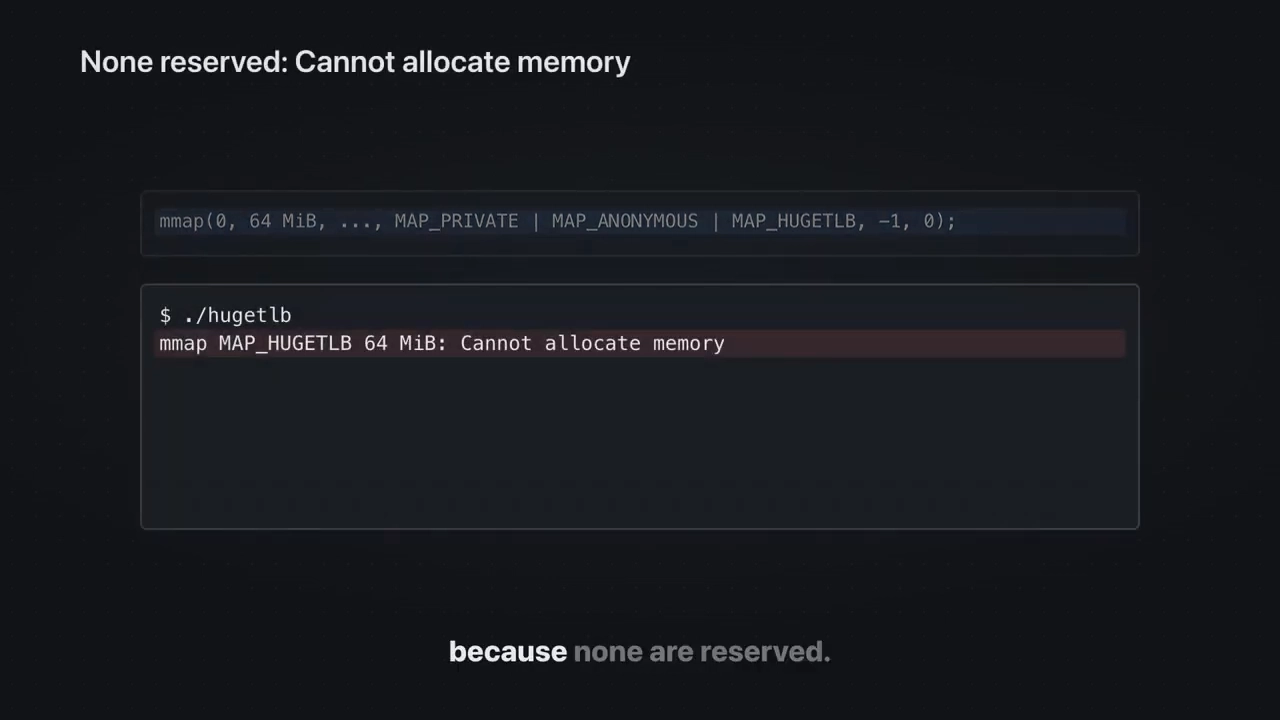 None reserved: Cannot allocate memory
mmap(0, 64 MiB, ..., MAP_PRIVATE | MAP_ANONYMOUS | MAP_HUGETLB, -1, 0);
$ ./hugetlb
mmap MAP_HUGETLB 64 MiB: Cannot allocate memory
because none are reserved.